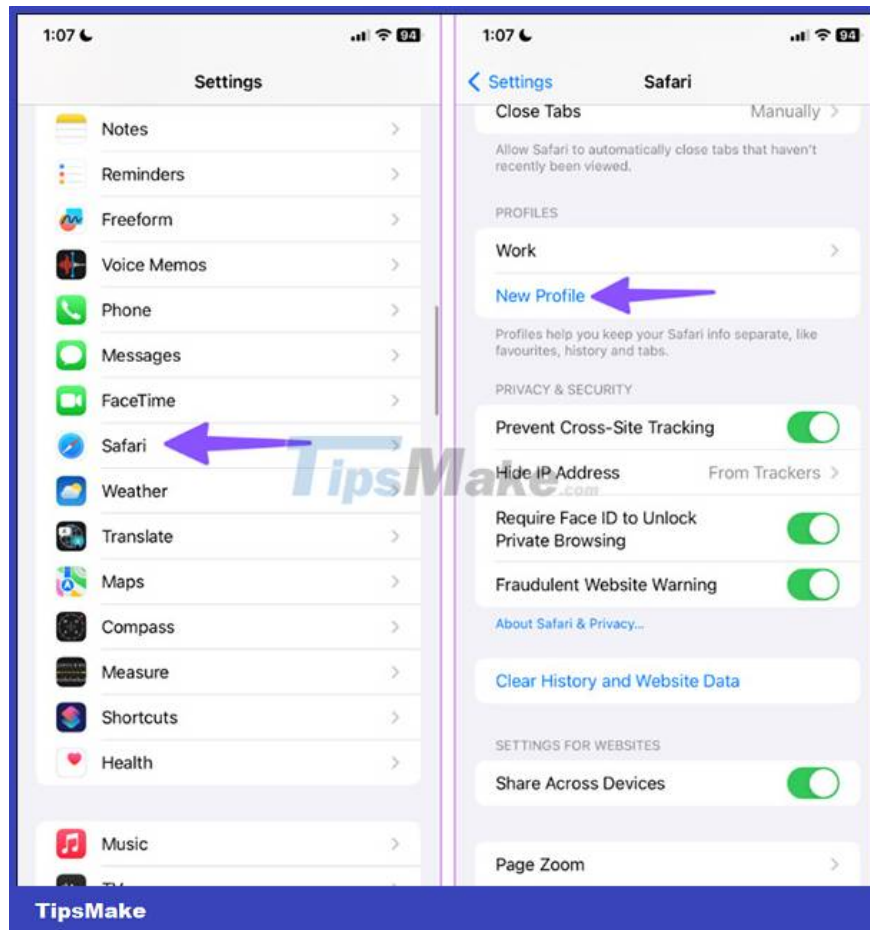 1:07
94
Settings
Notes
Reminders
Freeform
Voice Memos
Phone
Messages
FaceTime
Safari
Weather
Translate
Maps
Compass
Measure
Shortcuts
Health
Music
1:07
94
Settings
Safari
Close Tabs
Manually
Allow Safari to automatically close tabs that haven't
recently been viewed.
PROFILES
Work
New Profile
Profiles help you keep your Safari info separate, like
favourites, history and tabs.
PRIVACY & SECURITY
Prevent Cross-Site Tracking
Hide IP Address
From Trackers
Require Face ID to Unlock
Private Browsing
Fraudulent Website Warning
About Safari & Privacy...
Clear History and Website Data
SETTINGS FOR WEBSITES
Share Across Devices
Page Zoom
TipsMake.com
TipsMake